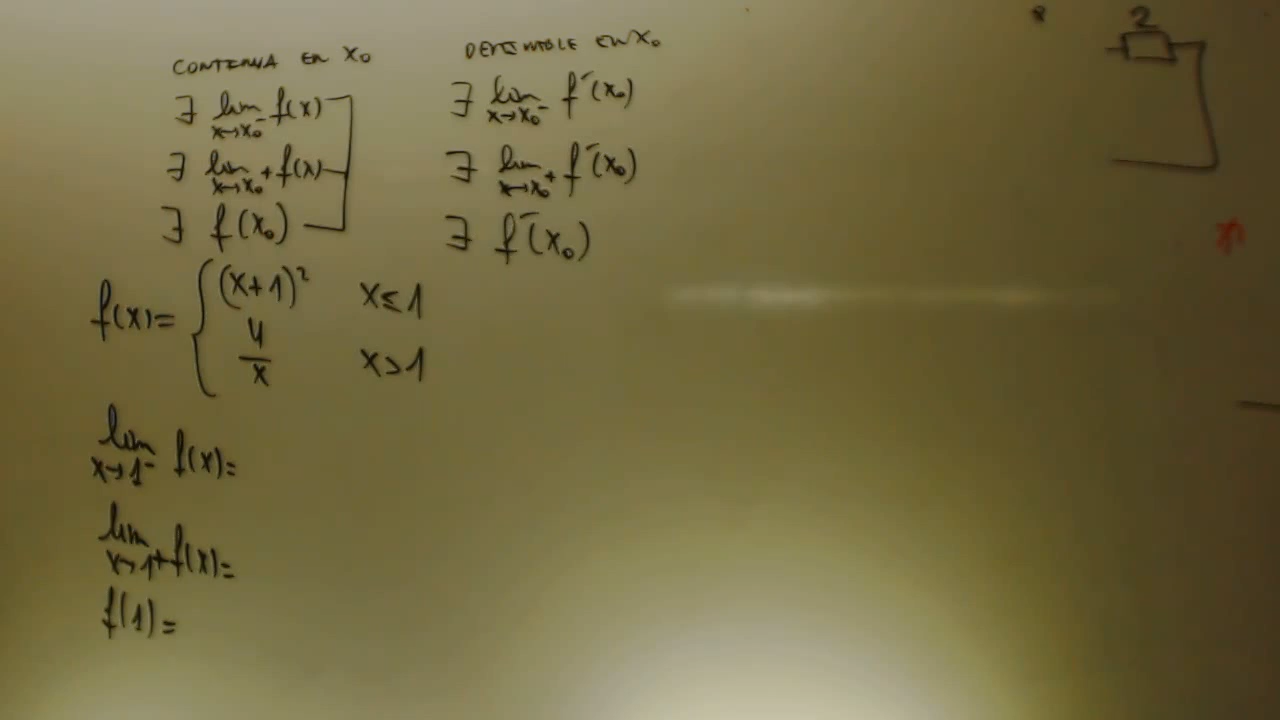 CONTINUA EN X₀
∃ lim x→x₀⁻ f(x)
∃ lim x→x₀⁺ f(x)
∃ f(x₀)
DERIVABLE EN X₀
∃ lim x→x₀⁻ f'(x₀)
∃ lim x→x₀⁺ f'(x₀)
∃ f'(x₀)
2
f(x)= { (x+1)² x≤1
4/x x>1
lim x→1⁻ f(x)=
lim x→1⁺ f(x)=
f(1)=